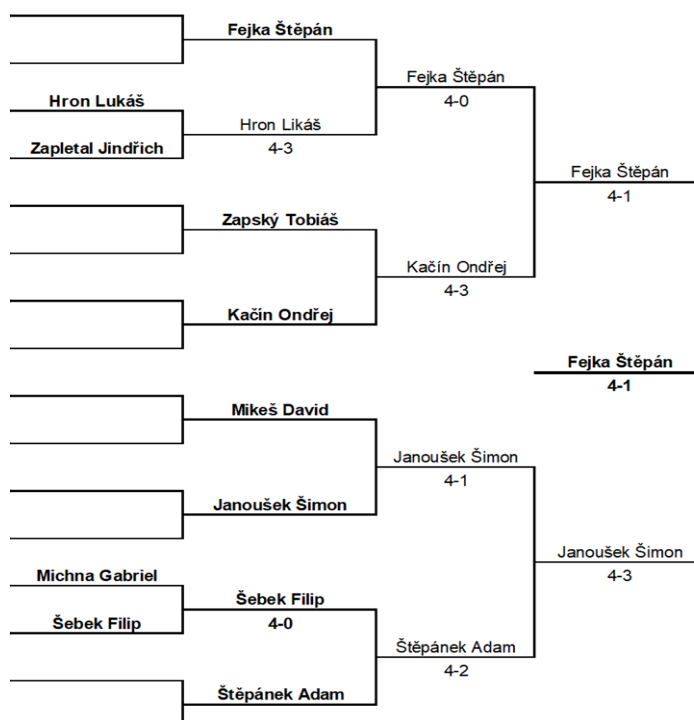 Fejka Štěpán
Fejka Štěpán
4-0
Hron Lukáš
Hron Likáš
4-3
Zapletal Jindřich
Fejka Štěpán
4-1
Zapský Tobiáš
Kačín Ondřej
4-3
Kačín Ondřej
Fejka Štěpán
4-1
Mikeš David
Janoušek Šimon
4-1
Janoušek Šimon
Janoušek Šimon
4-3
Michna Gabriel
Šebek Filip
4-0
Šebek Filip
Štěpánek Adam
4-2
Štěpánek Adam